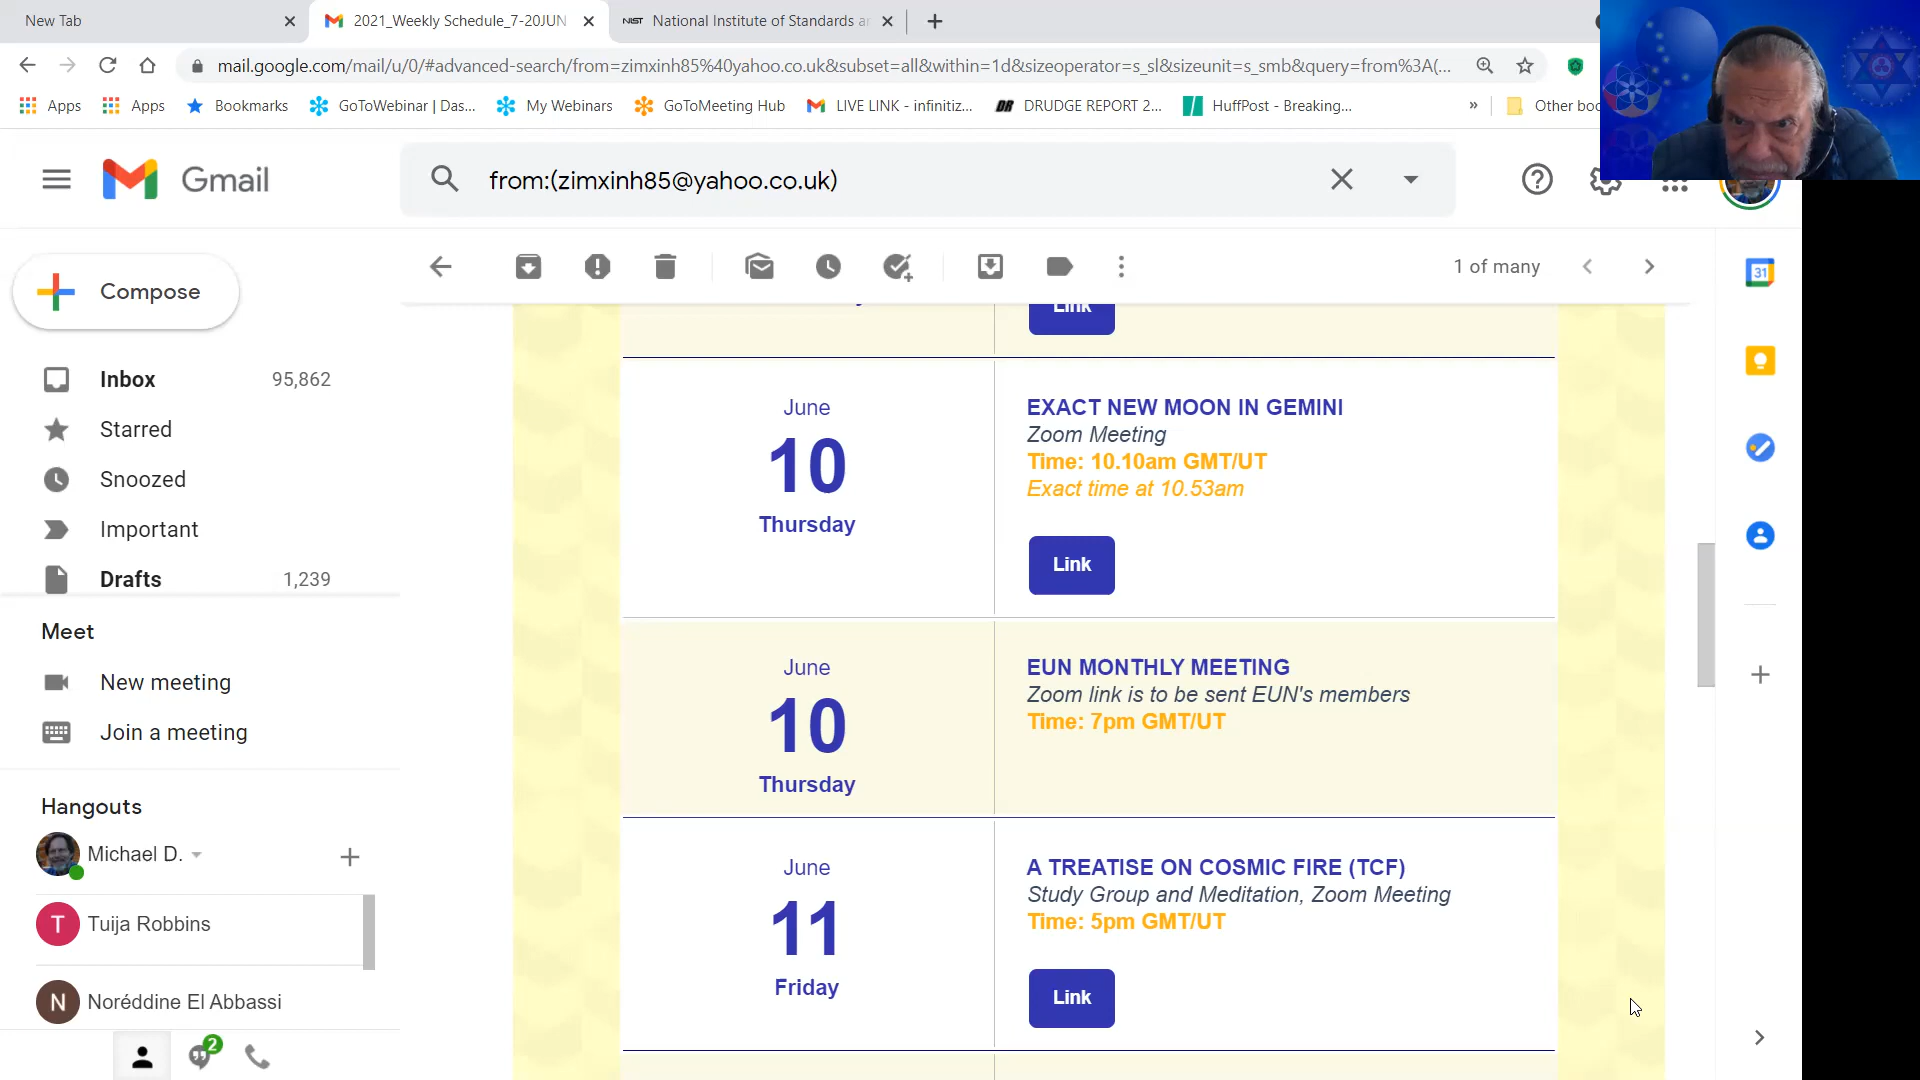 New Tab
2021_Weekly Schedule_7-20JUN
NIST National Institute of Standards a
mail.google.com/mail/u/0/#advanced-search/from=zimxinh85%40yahoo.co.uk&subset=all&within=1d&sizeoperator=s_sl&sizeunit=s_smb&query=from%3A(...
Apps
Apps
Bookmarks
GoToWebinar | Das...
My Webinars
GoToMeeting Hub
LIVE LINK - infinitiz...
DR DRUDGE REPORT 2...
HuffPost - Breaking...
»
Other boo
Gmail
from:(zimxinh85@yahoo.co.uk)
Compose
1 of many
31
Inbox 95,862
Starred
Snoozed
Important
Drafts 1,239
Meet
New meeting
Join a meeting
Hangouts
Michael D.
T Tuija Robbins
N Noréddine El Abbassi
2
Link
June
10
Thursday
EXACT NEW MOON IN GEMINI
Zoom Meeting
Time: 10.10am GMT/UT
Exact time at 10.53am
Link
June
10
Thursday
EUN MONTHLY MEETING
Zoom link is to be sent EUN's members
Time: 7pm GMT/UT
June
11
Friday
A TREATISE ON COSMIC FIRE (TCF)
Study Group and Meditation, Zoom Meeting
Time: 5pm GMT/UT
Link